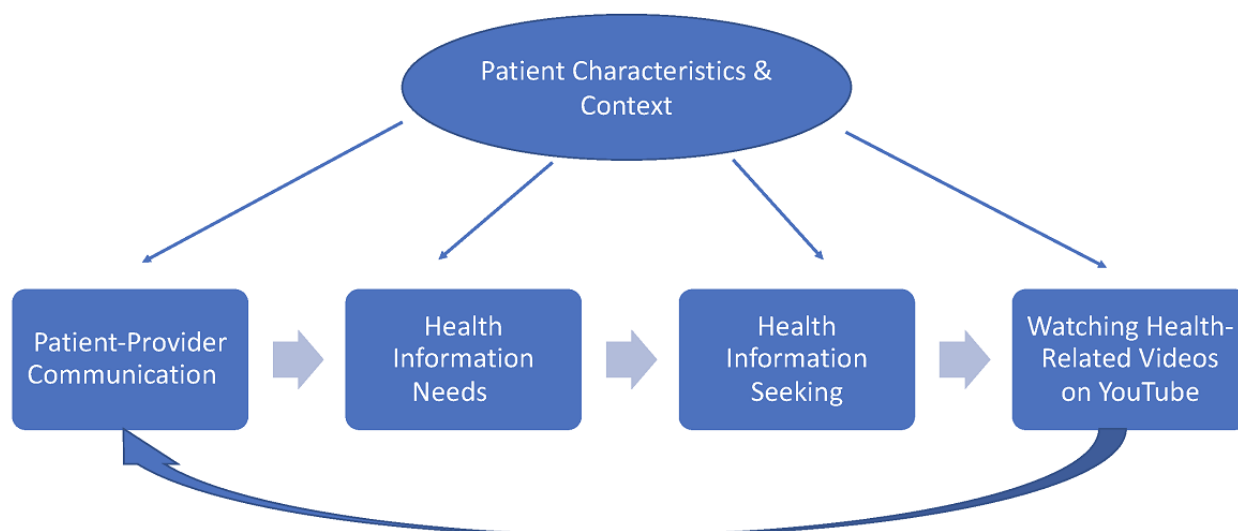 Patient Characteristics &
Context
Patient-Provider
Communication
Health
Information
Needs
Health
Information
Seeking
Watching Health-
Related Videos
on YouTube